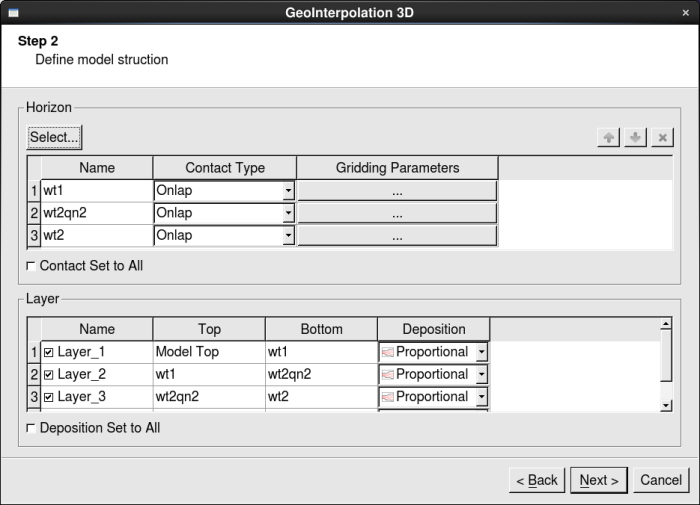 GeoInterpolation 3D
Step 2
Define model struction
Horizon
Select...
Name Contact Type Gridding Parameters
1 wt1 Onlap ...
2 wt2qn2 Onlap ...
3 wt2 Onlap ...
Contact Set to All
Layer
Name Top Bottom Deposition
1 Layer_1 Model Top wt1 Proportional
2 Layer_2 wt1 wt2qn2 Proportional
3 Layer_3 wt2qn2 wt2 Proportional
Deposition Set to All
< Back Next > Cancel